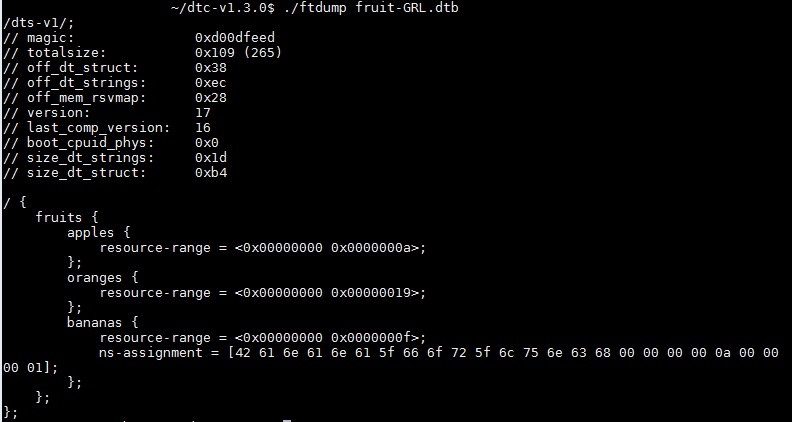 ~/dtc-v1.3.0$ ./ftdump fruit-GRL.dtb
/dts-v1/;
// magic:               0xd00dfeed
// totalsize:           0x109 (265)
// off_dt_struct:       0x38
// off_dt_strings:      0xec
// off_mem_rsvmap:      0x28
// version:             17
// last_comp_version:   16
// boot_cpuid_phys:     0x0
// size_dt_strings:     0x1d
// size_dt_struct:      0xb4

/ {
    fruits {
        apples {
            resource-range = <0x00000000 0x0000000a>;
        };
        oranges {
            resource-range = <0x00000000 0x00000019>;
        };
        bananas {
            resource-range = <0x00000000 0x0000000f>;
            ns-assignment = [42 61 6e 61 6e 61 5f 66 6f 72 5f 6c 75 6e 63 68 00 00 00 00 0a 00 00
00 01];
        };
    };
};